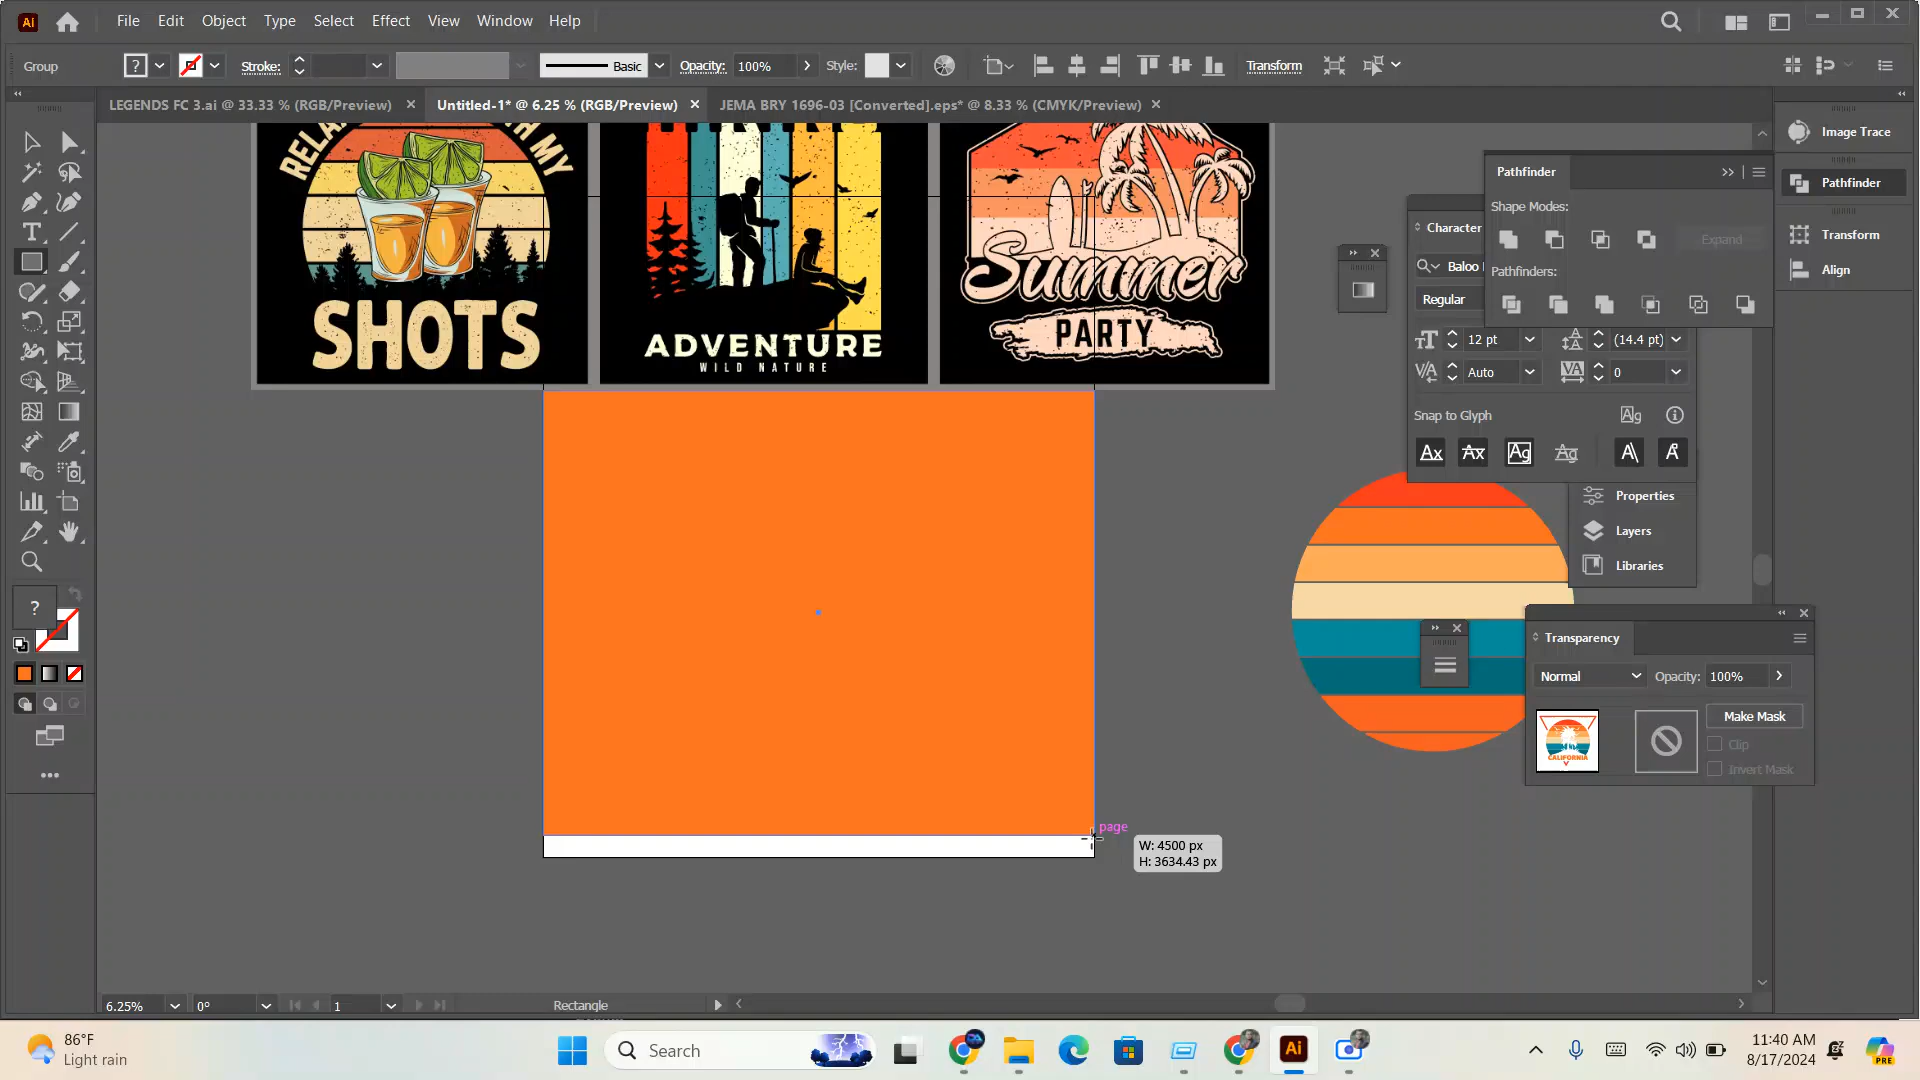 Ai
File Edit Object Type Select Effect View Window Help
Group
?
Stroke:
Basic
Opacity: 100%
Style:
Transform
LEGENDS FC 3.ai @ 33.33 % (RGB/Preview)
Untitled-1* @ 6.25 % (RGB/Preview)
JEMA BRY 1696-03 [Converted].eps* @ 8.33 % (CMYK/Preview)
SHOTS
ADVENTURE
WILD NATURE
Summer
PARTY
Image Trace
Pathfinder
Transform
Align
Pathfinder
Shape Modes:
Expand
Pathfinders:
Character
Baloo
Regular
12 pt
(14.4 pt)
Auto
0
Snap to Glyph
Properties
Layers
Libraries
Transparency
Normal
Opacity: 100%
Make Mask
Clip
Invert Mask
CALIFORNIA
?
page
W: 4500 px
H: 3634.43 px
6.25%
0°
1
Rectangle
86°F
Light rain
Search
Ai
11:40 AM
8/17/2024
PRE